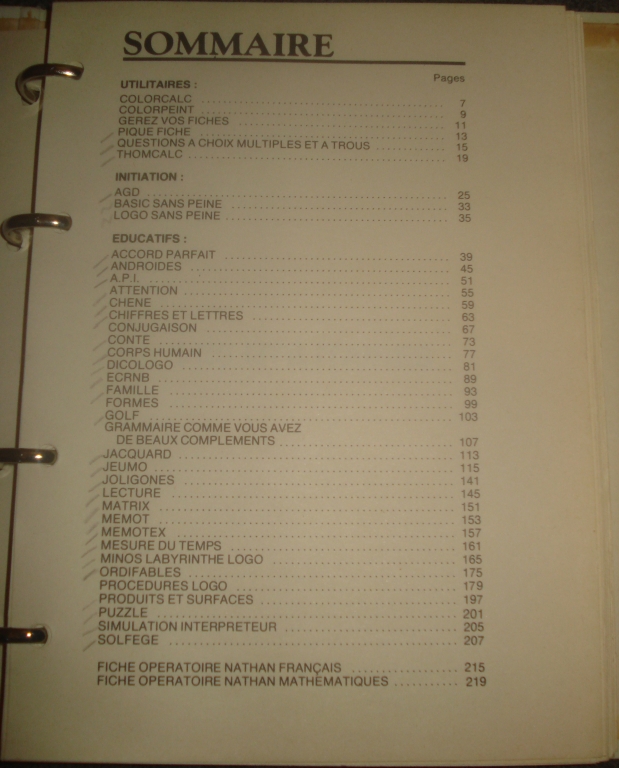 SOMMAIRE
Pages
UTILITAIRES :
COLORCALC ........ 7
COLORPEINT ........ 9
GEREZ VOS FICHES ........ 11
PIQUE FICHE ........ 13
QUESTIONS A CHOIX MULTIPLES ET A TROUS ........ 15
THOMCALC ........ 19
INITIATION :
AGD ........ 25
BASIC SANS PEINE ........ 33
LOGO SANS PEINE ........ 35
EDUCATIFS :
ACCORD PARFAIT ........ 39
ANDROIDES ........ 45
A.P.I. ........ 51
ATTENTION ........ 55
CHENE ........ 59
CHIFFRES ET LETTRES ........ 63
CONJUGAISON ........ 67
CONTE ........ 73
CORPS HUMAIN ........ 77
DICOLOGO ........ 81
ECRNB ........ 89
FAMILLE ........ 93
FORMES ........ 99
GOLF ........ 103
GRAMMAIRE COMME VOUS AVEZ
DE BEAUX COMPLEMENTS ........ 107
JACQUARD ........ 113
JEUMO ........ 115
JOLIGONES ........ 141
LECTURE ........ 145
MATRIX ........ 151
MEMOT ........ 153
MEMOTEX ........ 157
MESURE DU TEMPS ........ 161
MINOS LABYRINTHE LOGO ........ 165
ORDIFABLES ........ 175
PROCEDURES LOGO ........ 179
PRODUITS ET SURFACES ........ 197
PUZZLE ........ 201
SIMULATION INTERPRETEUR ........ 205
SOLFEGE ........ 207
FICHE OPERATOIRE NATHAN FRANÇAIS ........ 215
FICHE OPERATOIRE NATHAN MATHEMATIQUES ........ 219